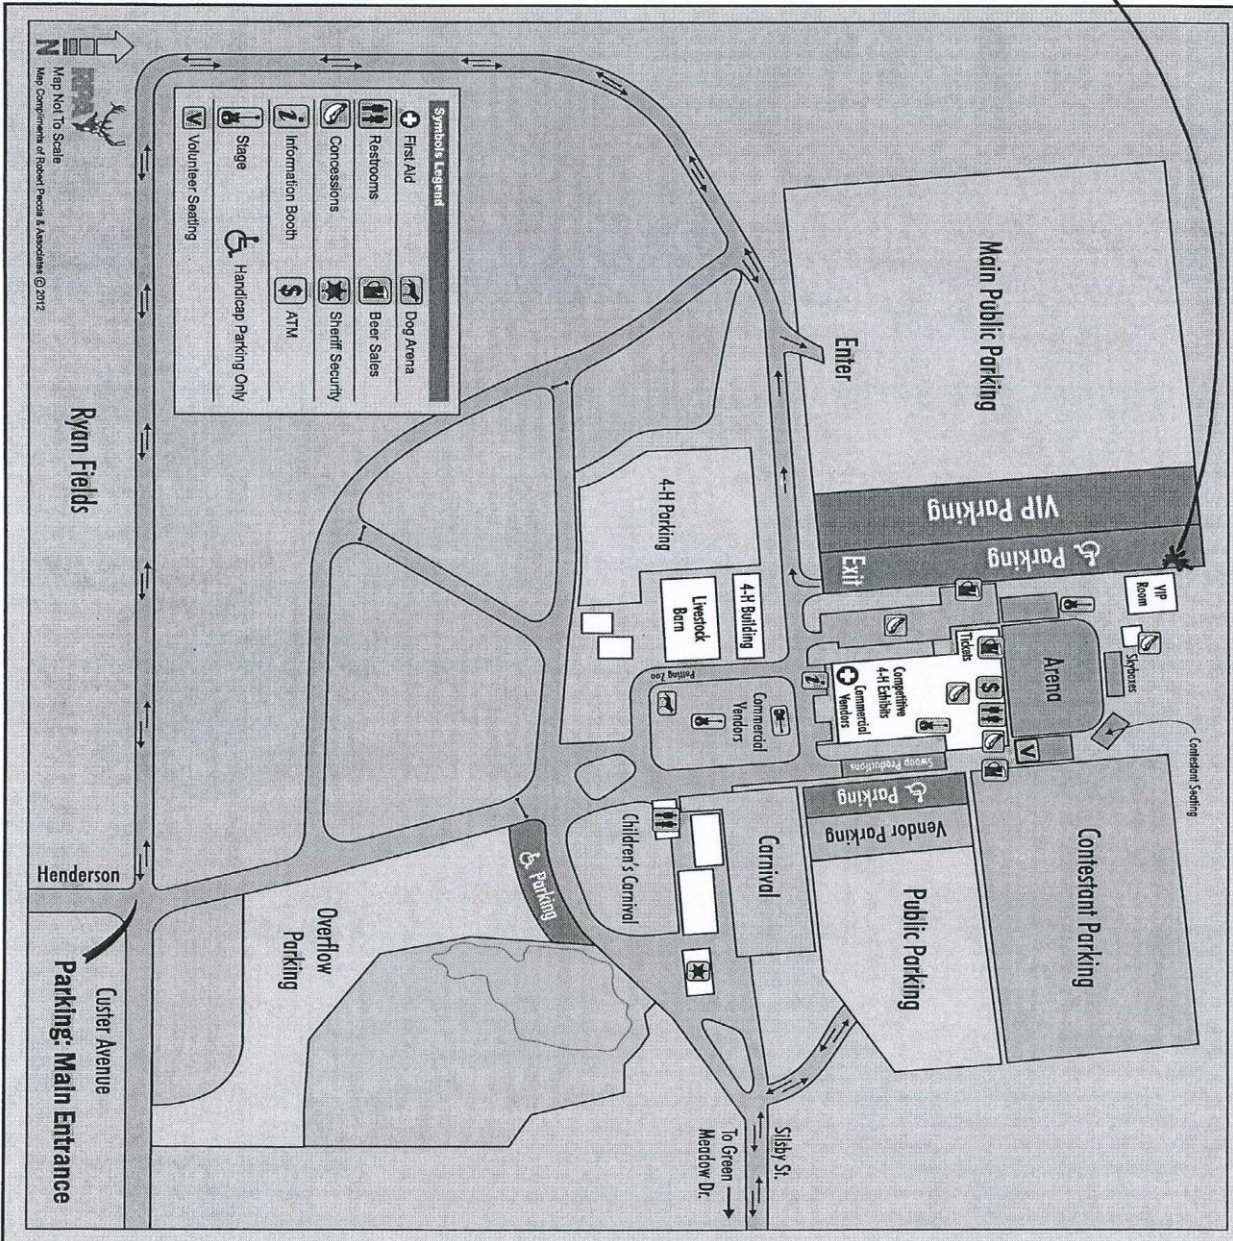 N
RPA
Map Not To Scale
Map Compliments of Robert Peccia & Associates © 2012
Symbols Legend
First Aid
Dog Arena
Restrooms
Beer Sales
Concessions
Sheriff Security
i Information Booth
$ ATM
Stage
Handicap Parking Only
V Volunteer Seating
Main Public Parking
Enter
VIP Parking
Parking
Exit
VIP
Room
Skyboxes
Arena
Contestant Seating
Tickets
$
V
i
Competitive
4-H Exhibits
Commercial
Vendors
Swoop Productions
Parking
Vendor Parking
Contestant Parking
Public Parking
4-H Parking
4-H Building
Livestock
Barn
Petting Zoo
Commercial
Vendors
Carnival
Children's Carnival
Parking
Overflow
Parking
Silsby St.
To Green
Meadow Dr.
Ryan Fields
Henderson
Custer Avenue
Parking: Main Entrance